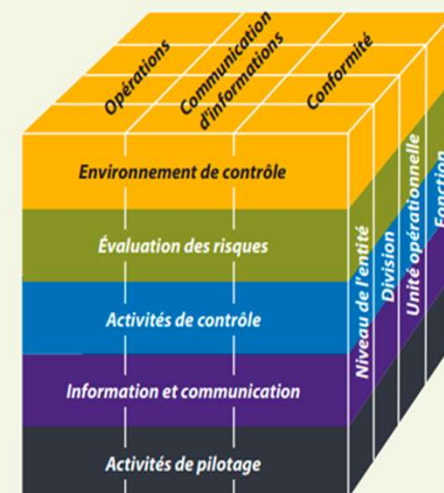 Opérations
Communication
d'informations
Conformité
Environnement de contrôle
Évaluation des risques
Activités de contrôle
Information et communication
Activités de pilotage
Niveau de l'entité
Division
Unité opérationnelle
Fonction